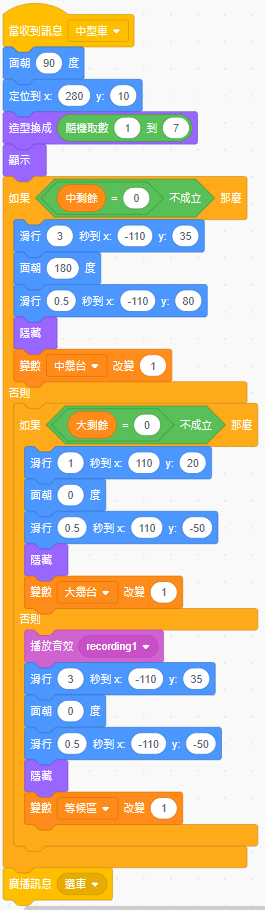 當收到訊息 中型車
面朝 90 度
定位到 x: 280 y: 10
造型換成 隨機取數 1 到 7
顯示
如果 中剩餘 = 0 不成立 那麼
滑行 3 秒到 x: -110 y: 35
面朝 180 度
滑行 0.5 秒到 x: -110 y: 80
隱藏
變數 中幾台 改變 1
否則
如果 大剩餘 = 0 不成立 那麼
滑行 1 秒到 x: 110 y: 20
面朝 0 度
滑行 0.5 秒到 x: 110 y: -50
隱藏
變數 大幾台 改變 1
否則
播放音效 recording1
滑行 3 秒到 x: -110 y: 35
面朝 0 度
滑行 0.5 秒到 x: -110 y: -50
隱藏
變數 等候區 改變 1
廣播訊息 選車